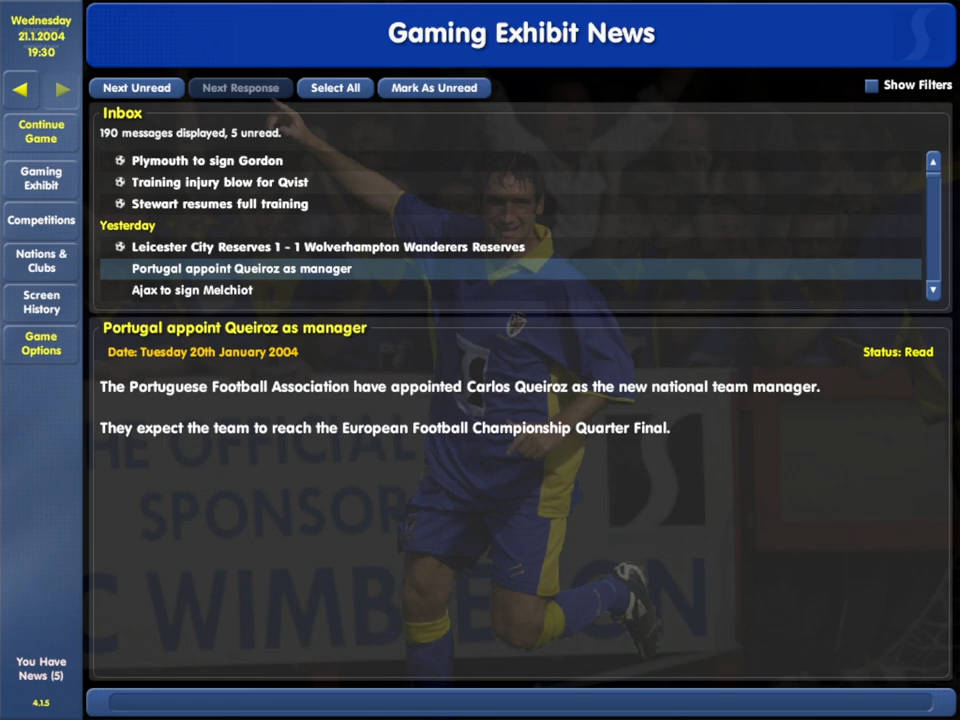 Wednesday
21.1.2004
19:30
Gaming Exhibit News
Next Unread
Next Response
Select All
Mark As Unread
Show Filters
Continue
Game
Gaming
Exhibit
Competitions
Nations &
Clubs
Screen
History
Game
Options
Inbox
190 messages displayed, 5 unread.
Plymouth to sign Gordon
Training injury blow for Qvist
Stewart resumes full training
Yesterday
Leicester City Reserves 1 - 1 Wolverhampton Wanderers Reserves
Portugal appoint Queiroz as manager
Ajax to sign Melchiot
Portugal appoint Queiroz as manager
Date: Tuesday 20th January 2004
Status: Read
The Portuguese Football Association have appointed Carlos Queiroz as the new national team manager.
They expect the team to reach the European Football Championship Quarter Final.
HE OFFICIAL
SPONSOR
C WIMBLEDON
You Have
News (5)
4.1.5